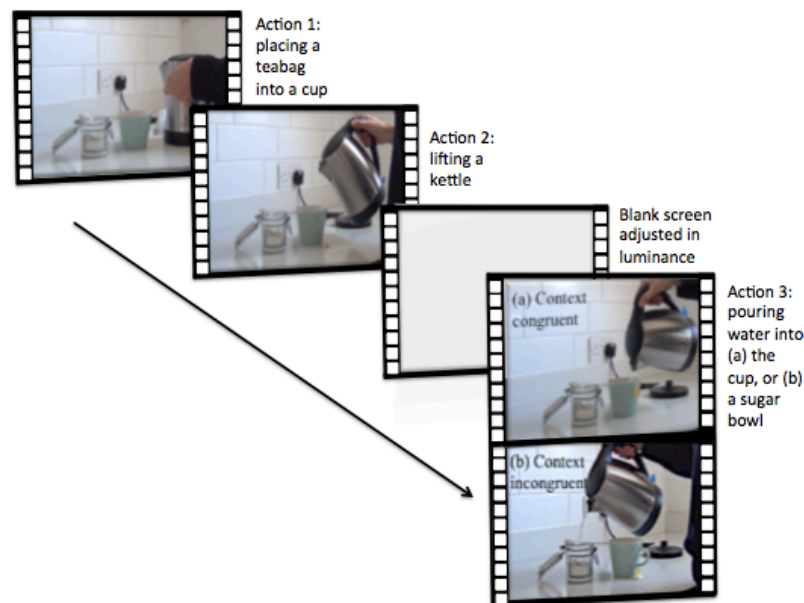 Action 1:
placing a
teabag
into a cup
Action 2:
lifting a
kettle
Blank screen
adjusted in
luminance
(a) Context
congruent
Action 3:
pouring
water into
(a) the
cup, or (b)
a sugar
bowl
(b) Context
incongruent